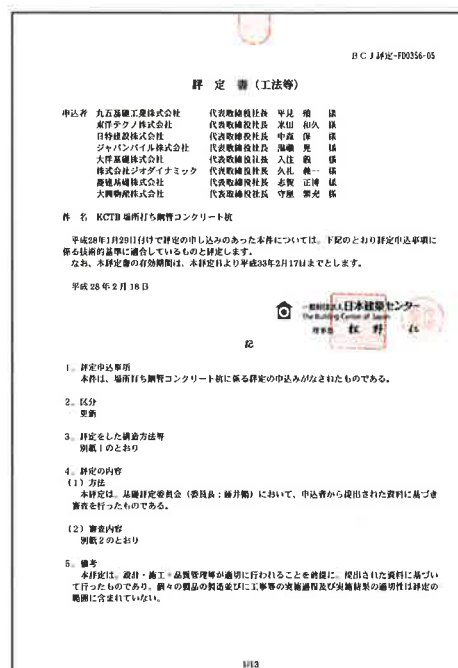 BCJ評定-FD0356-05
評定書(工法等)
申込者 丸五基礎工業株式会社 代表取締役社長 平見 様
東洋テクノ株式会社 代表取締役社長 米田 和久 様
日特建設株式会社 代表取締役社長 中森 保 様
ジャパンパイル株式会社 代表取締役社長 晃 様
大洋基礎株式会社 代表取締役社長 様
株式会社ジオダイナミック 代表取締役社長 久礼 一 様
菱建基礎株式会社 代表取締役社長 志賀 正博 様
大岡物産株式会社 代表取締役社長 守屋 様
件 名 KCTB 場所打ち鋼管コンクリート杭
平成28年1月29日付けで評定の申し込みのあった本件については、下記のとおり評定申込事項に
係る技術的基準に適合しているものと評定します。
なお、本評定書の有効期間は、本評定日より平成33年2月17日までとします。
平成28年2月18日
一般財団法人 日本建築センター
The Building Center of Japan
理事長
記
1.評定申込事項
本件は、場所打ち鋼管コンクリート杭に係る評定の申込みがなされたものである。
2.区分
更新
3.評定をした構造方法等
別紙1のとおり
4.評定の内容
(1)方法
本評定は、基礎評定委員会(委員長:藤井衛)において、申込者から提出された資料に基づき
審査を行ったものである。
(2)審査内容
別紙2のとおり
5.備考
本評定は、設計・施工・品質管理等が適切に行われることを前提に、提出された資料に基づい
て行ったものであり、個々の製品の製造並びに工事等の実施過程及び実施結果の適切性は評定の
範囲に含まれていない。
1/13